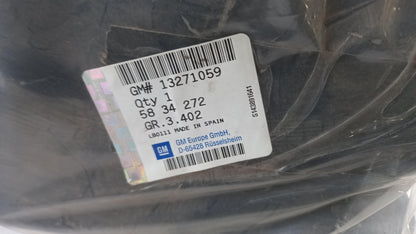 GM# 13271059
Qty 1
58 34 272
GR.3.402
LB0111 MADE IN SPAIN
GM
GM Europe GmbH,
D-65428 Rüsselsheim